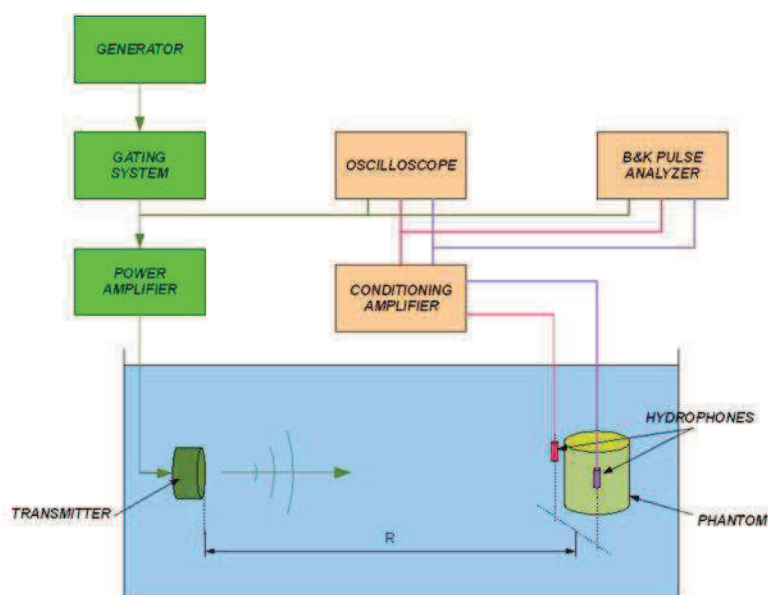 GENERATOR
GATING
SYSTEM
OSCILLOSCOPE
B&K PULSE
ANALYZER
POWER
AMPLIFIER
CONDITIONING
AMPLIFIER
HYDROPHONES
TRANSMITTER
PHANTOM
R